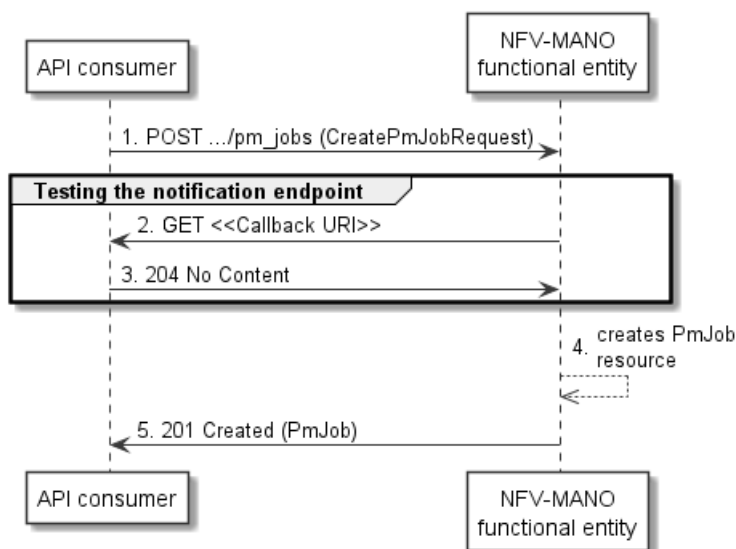 API consumer
NFV-MANO
functional entity
1. POST .../pm_jobs (CreatePmJobRequest)
Testing the notification endpoint
2. GET <<Callback URI>>
3. 204 No Content
4. creates PmJob
resource
5. 201 Created (PmJob)
API consumer
NFV-MANO
functional entity